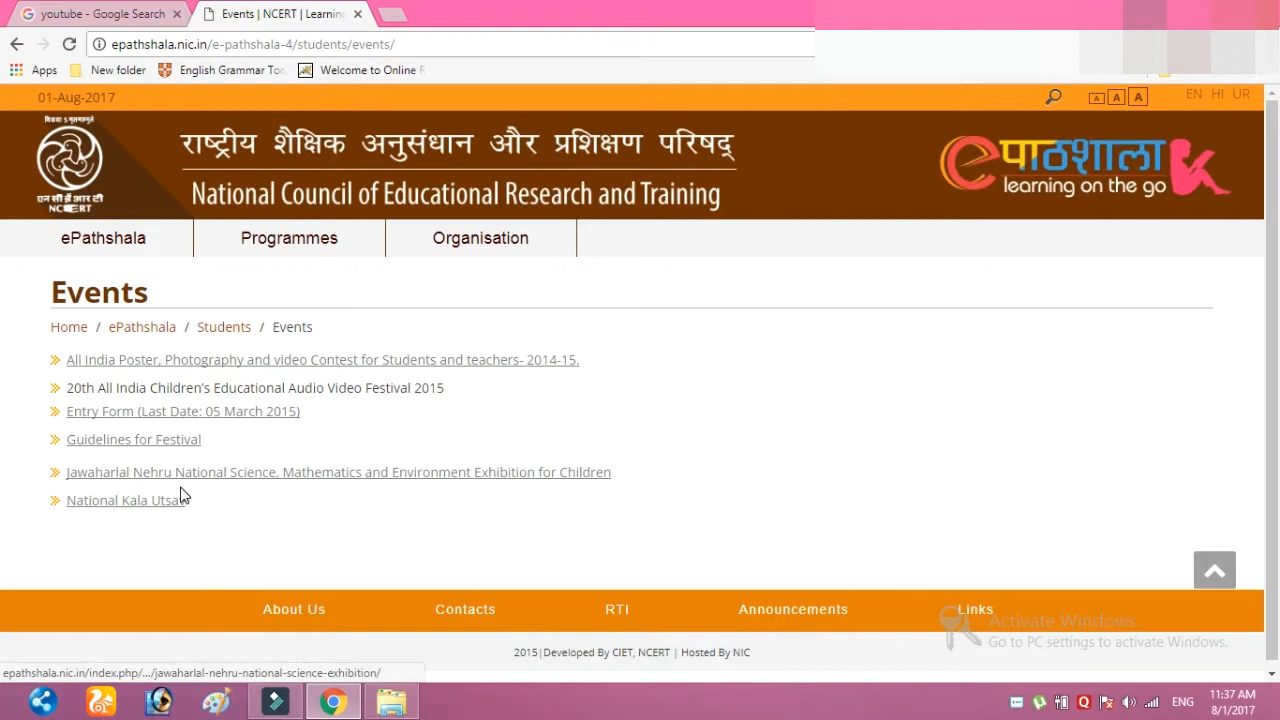 youtube - Google Search
Events | NCERT | Learning
epathshala.nic.in/e-pathshala-4/students/events/
Apps
New folder
English Grammar Too
Welcome to Online
01-Aug-2017
A A A
EN HI UR
राष्ट्रीय शैक्षिक अनुसंधान और प्रशिक्षण परिषद्
National Council of Educational Research and Training
एन सी ई आर टी
NCERT
eपाठशाला
learning on the go
ePathshala
Programmes
Organisation
Events
Home / ePathshala / Students / Events
All India Poster, Photography and video Contest for Students and teachers- 2014-15.
20th All India Children's Educational Audio Video Festival 2015
Entry Form (Last Date: 05 March 2015)
Guidelines for Festival
Jawaharlal Nehru National Science, Mathematics and Environment Exhibition for Children
National Kala Utsav
About Us
Contacts
RTI
Announcements
Links
Activate Windows
Go to PC settings to activate Windows.
2015|Developed By CIET, NCERT | Hosted By NIC
epathshala.nic.in/index.php/.../jawaharlal-nehru-national-science-exhibition/
ENG
11:37 AM
8/1/2017